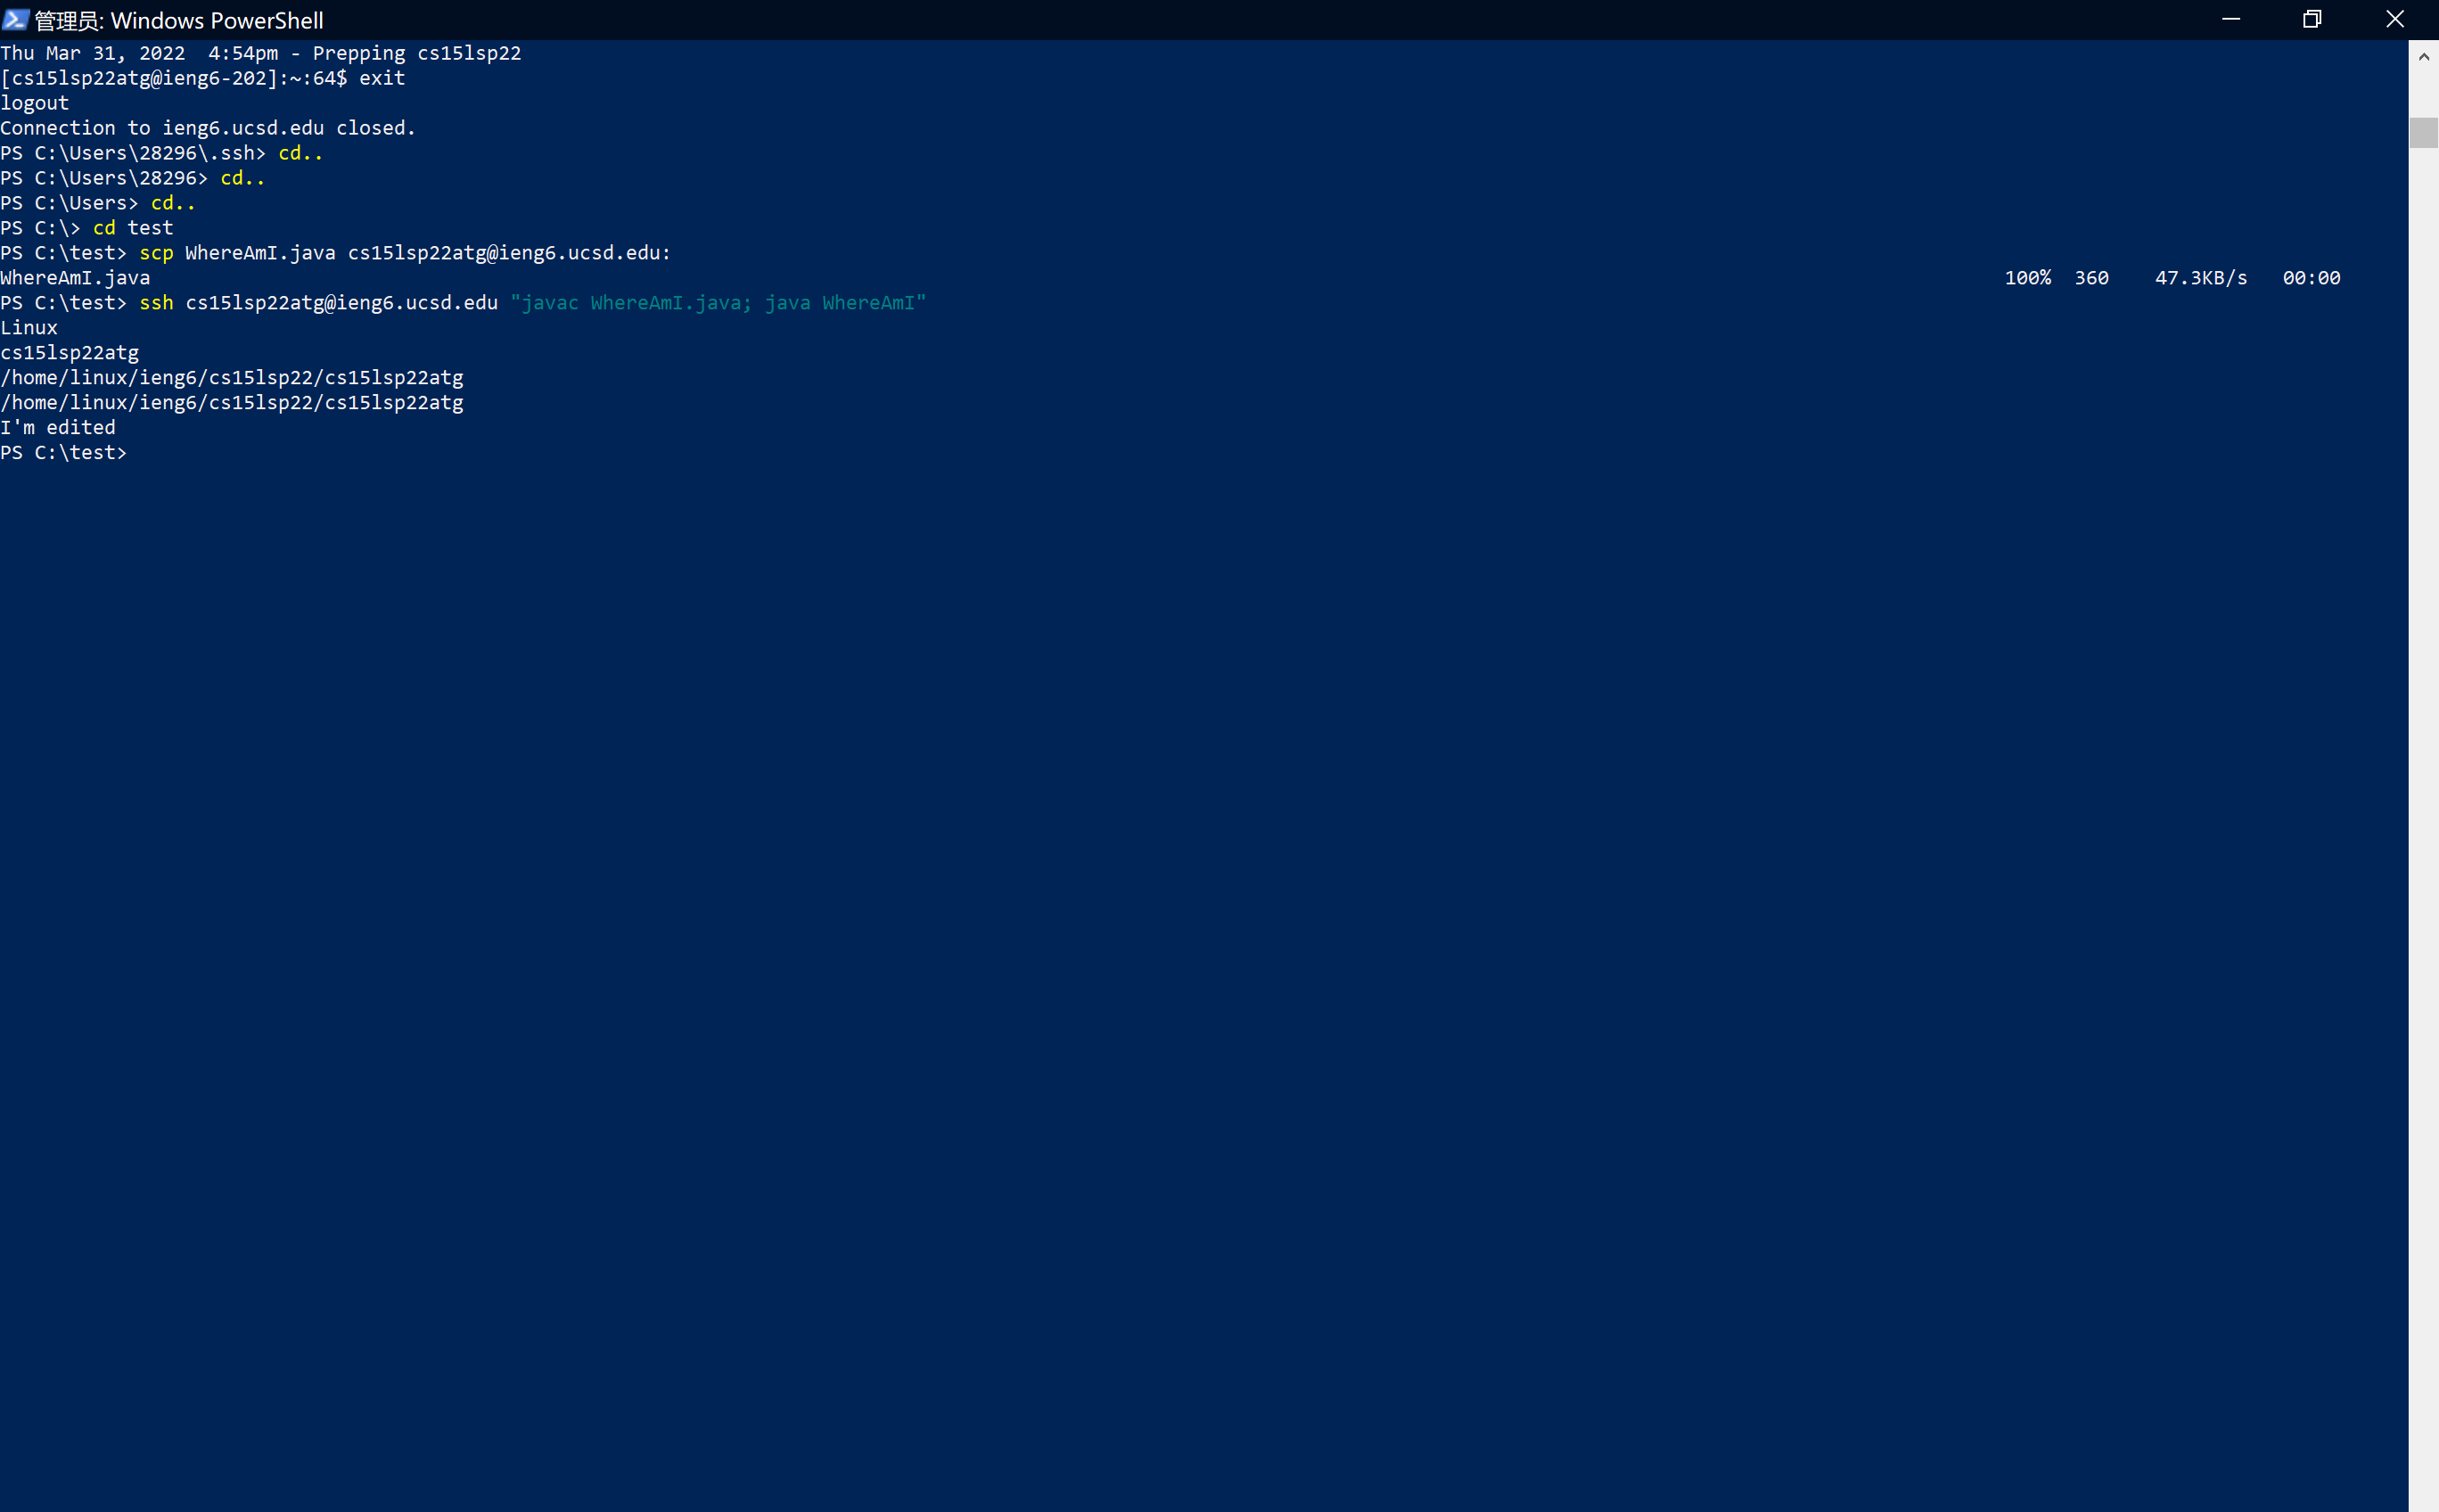 管理员: Windows PowerShell
Thu Mar 31, 2022  4:54pm - Prepping cs15lsp22
[cs15lsp22atg@ieng6-202]:~:64$ exit
logout
Connection to ieng6.ucsd.edu closed.
PS C:\Users\28296\.ssh> cd..
PS C:\Users\28296> cd..
PS C:\Users> cd..
PS C:\> cd test
PS C:\test> scp WhereAmI.java cs15lsp22atg@ieng6.ucsd.edu:
WhereAmI.java                                        100%  360    47.3KB/s   00:00
PS C:\test> ssh cs15lsp22atg@ieng6.ucsd.edu "javac WhereAmI.java; java WhereAmI"
Linux
cs15lsp22atg
/home/linux/ieng6/cs15lsp22/cs15lsp22atg
/home/linux/ieng6/cs15lsp22/cs15lsp22atg
I'm edited
PS C:\test>